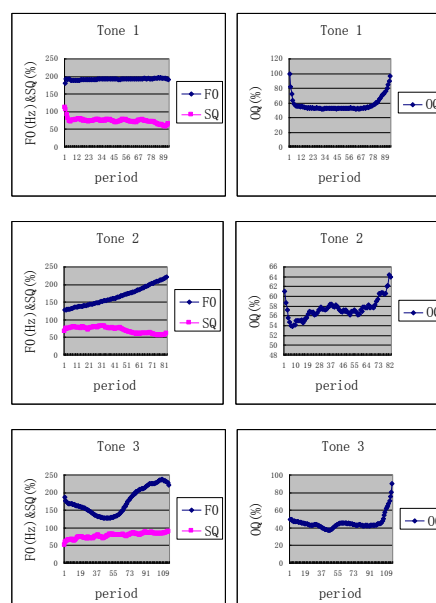 Tone 1
F0(Hz)&SQ(%)
250
200
150
100
50
0
1 12 23 34 45 56 67 78 89
period
F0
SQ
Tone 1
OQ(%)
120
100
80
60
40
20
0
1 12 23 34 45 56 67 78 89
period
OQ
Tone 2
F0(Hz)&SQ(%)
250
200
150
100
50
0
1 11 21 31 41 51 61 71 81
period
F0
SQ
Tone 2
OQ(%)
66
64
62
60
58
56
54
52
50
48
1 10 19 28 37 46 55 64 73 82
period
OQ
Tone 3
F0(Hz)&SQ(%)
250
200
150
100
50
0
1 19 37 55 73 91 109
period
F0
SQ
Tone 3
OQ(%)
100
80
60
40
20
0
1 19 37 55 73 91 109
period
OQ